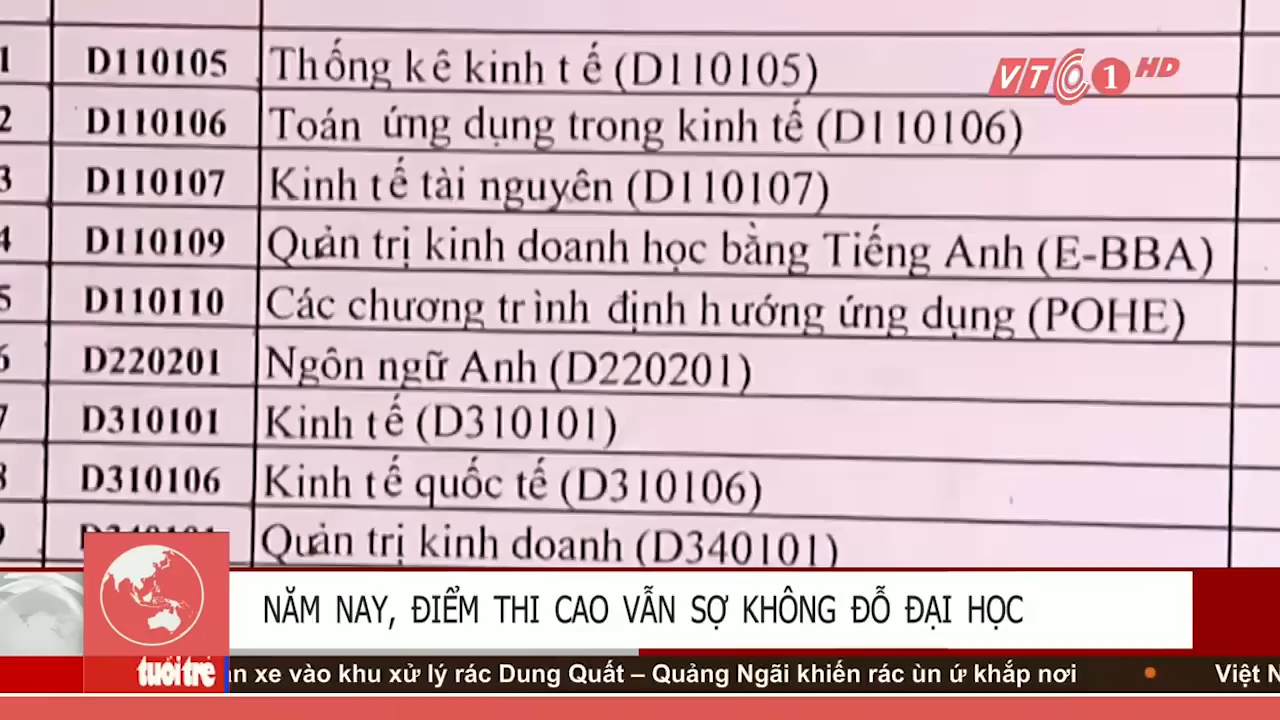 1 D110105 Thống kê kinh tế (D110105)
VTC 1 HD
2 D110106 Toán ứng dụng trong kinh tế (D110106)
3 D110107 Kinh tế tài nguyên (D110107)
4 D110109 Quản trị kinh doanh học bằng Tiếng Anh (E-BBA)
5 D110110 Các chương trình định hướng ứng dụng (POHE)
6 D220201 Ngôn ngữ Anh (D220201)
7 D310101 Kinh tế (D310101)
8 D310106 Kinh tế quốc tế (D310106)
9 D340101 Quản trị kinh doanh (D340101)
NĂM NAY, ĐIỂM THI CAO VẪN SỢ KHÔNG ĐỖ ĐẠI HỌC
tuổi trẻ
xe vào khu xử lý rác Dung Quất – Quảng Ngãi khiến rác ùn ứ khắp nơi • Việt N